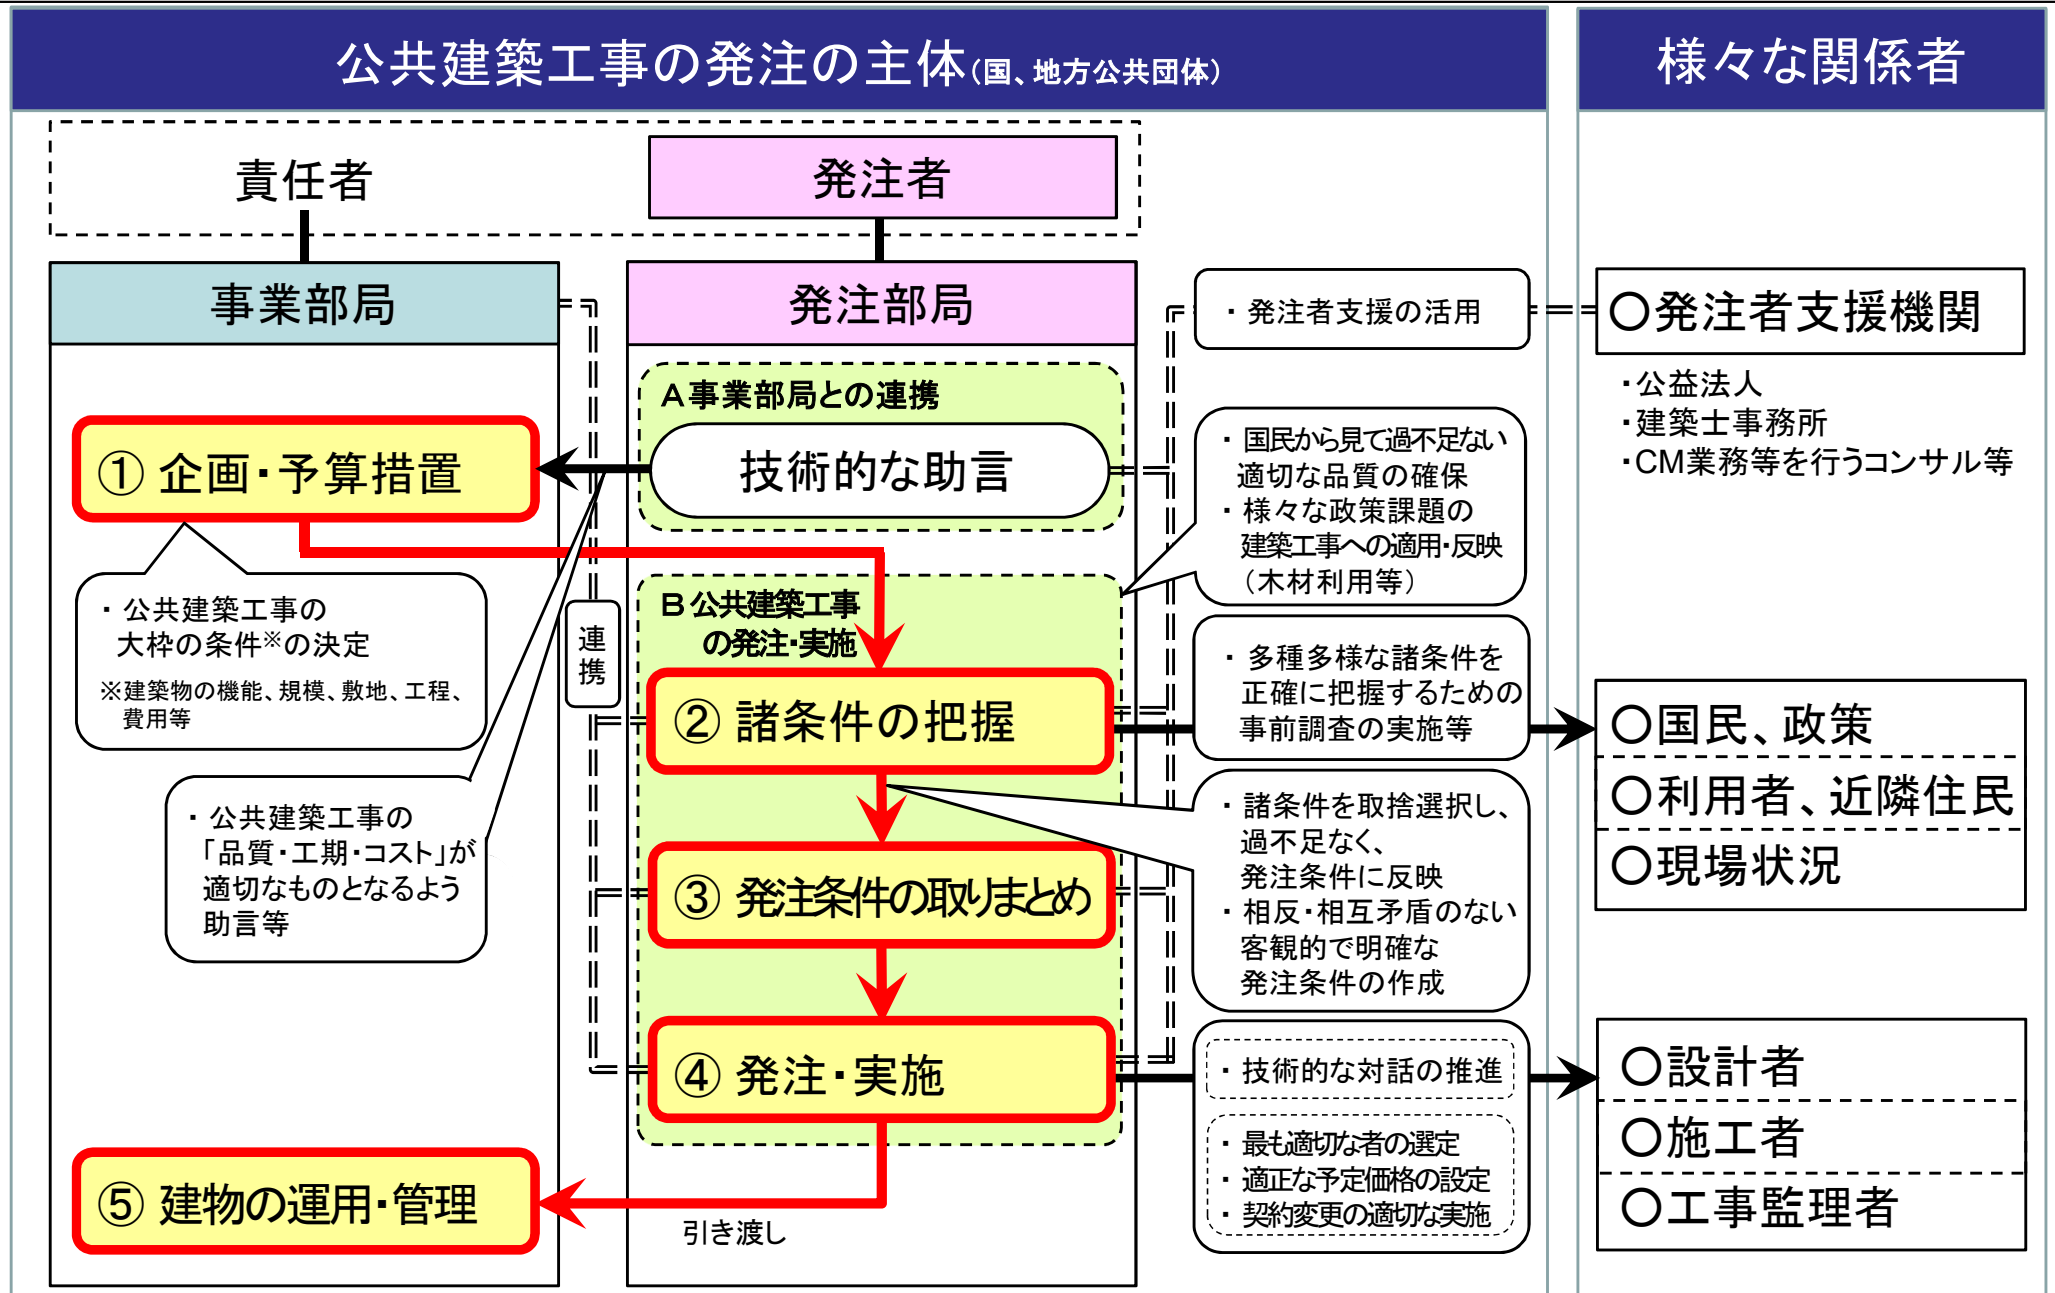 公共建築工事の発注の主体(国、地方公共団体)
様々な関係者
責任者
発注者
事業部局
発注部局
・発注者支援の活用
〇発注者支援機関
・公益法人
・建築士事務所
・CM業務等を行うコンサル等
A事業部局との連携
技術的な助言
① 企画・予算措置
・国民から見て過不足ない
適切な品質の確保
・様々な政策課題の
建築工事への適用・反映
(木材利用等)
・公共建築工事の
大枠の条件※の決定
※建築物の機能、規模、敷地、工程、
費用等
連
携
B公共建築工事
の発注・実施
② 諸条件の把握
・多種多様な諸条件を
正確に把握するための
事前調査の実施等
〇国民、政策
〇利用者、近隣住民
〇現場状況
・公共建築工事の
「品質・工期・コスト」が
適切なものとなるよう
助言等
③ 発注条件の取りまとめ
・諸条件を取捨選択し、
過不足なく、
発注条件に反映
・相反・相互矛盾のない
客観的で明確な
発注条件の作成
④ 発注・実施
・技術的な対話の推進
・最も適切な者の選定
・適正な予定価格の設定
・契約変更の適切な実施
〇設計者
〇施工者
〇工事監理者
⑤ 建物の運用・管理
引き渡し